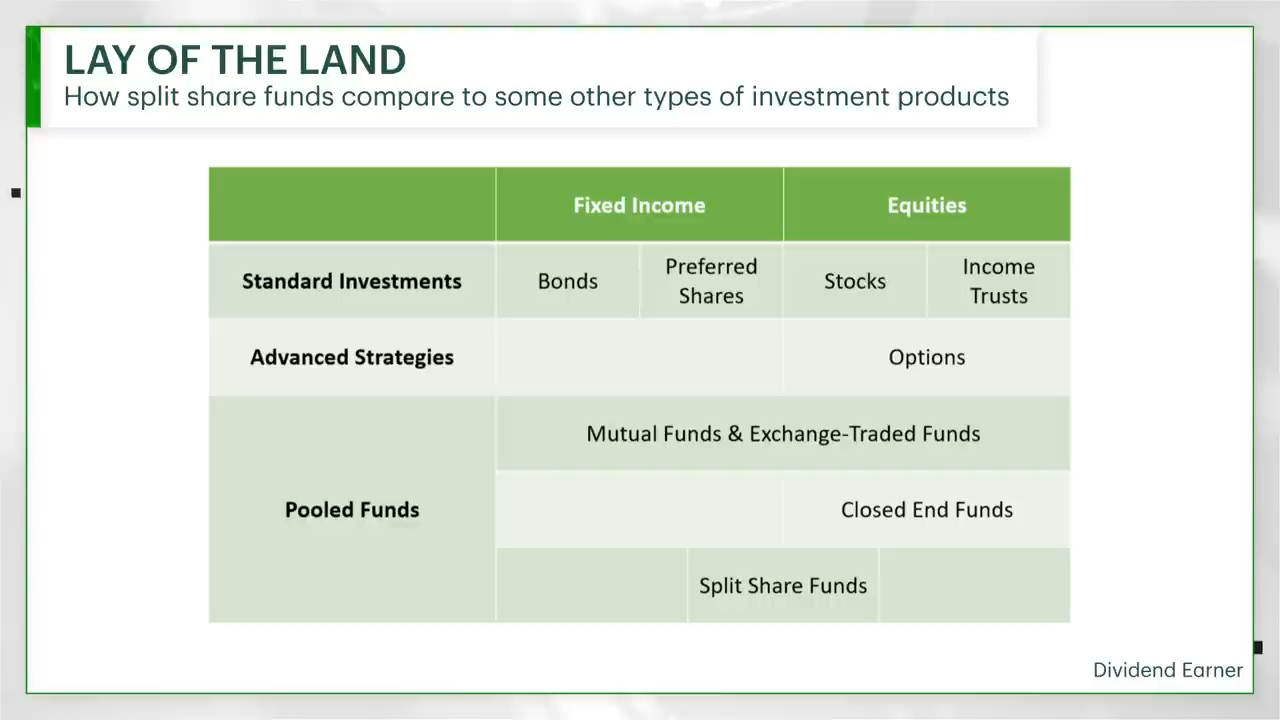 LAY OF THE LAND
How split share funds compare to some other types of investment products
Fixed Income
Equities
Standard Investments
Bonds
Preferred
Shares
Stocks
Income
Trusts
Advanced Strategies
Options
Pooled Funds
Mutual Funds & Exchange-Traded Funds
Closed End Funds
Split Share Funds
Dividend Earner